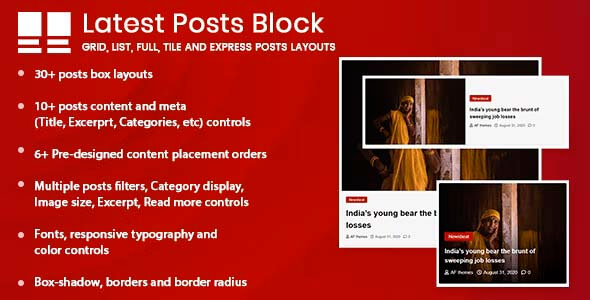 Latest Posts Block
GRID, LIST, FULL, TILE AND EXPRESS POSTS LAYOUTS
30+ posts box layouts
10+ posts content and meta
(Title, Excerprt, Categories, etc) controls
6+ Pre-designed content placement orders
Multiple posts filters, Category display,
Image size, Excerpt, Read more controls
Fonts, responsive typography and
color controls
Box-shadow, borders and border radius
Newsbeat
India's young bear the brunt of
sweeping job losses
AF themes August 31, 2020 0
Newsbeat
India's young bear the b
losses
AF themes August 31, 2020 0
Newsbeat
India's young bear the brunt of
sweeping job losses
AF themes August 31, 2020 0